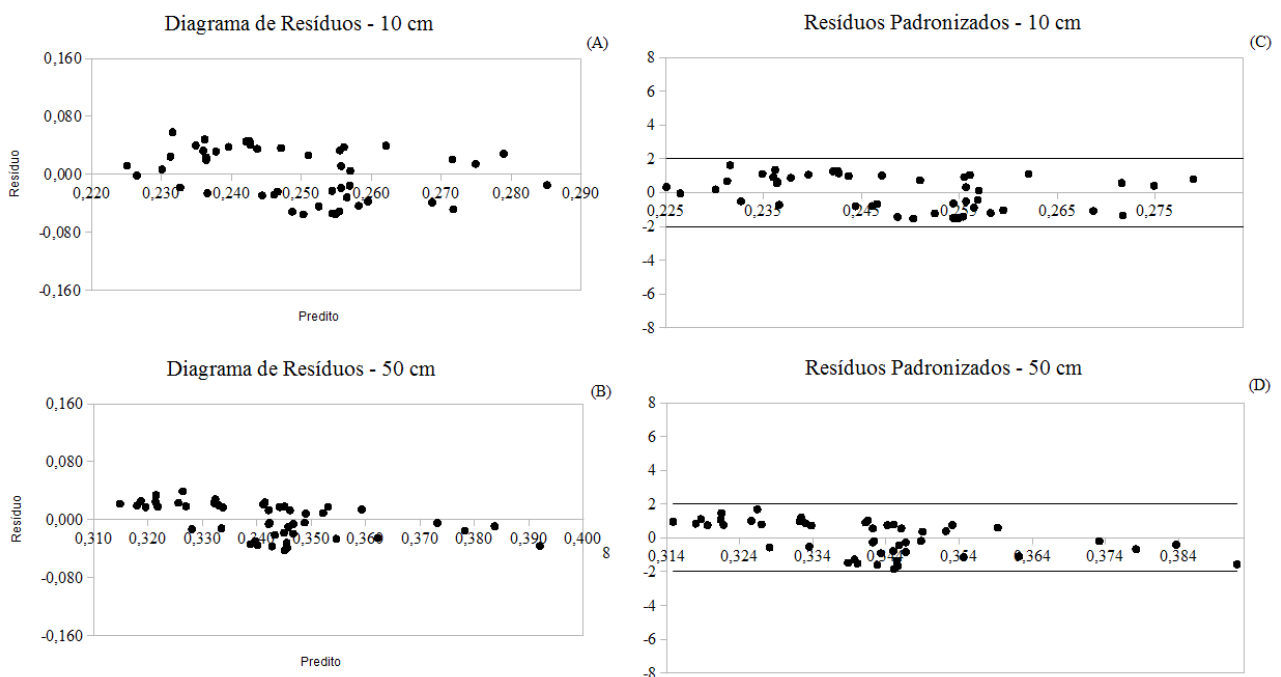 Diagrama de Resíduos - 10 cm
(A)
0,160
0,080
0,000
-0,080
-0,160
0,220 0,230 0,240 0,250 0,260 0,270 0,280 0,290
Resíduo
Predito
Resíduos Padronizados - 10 cm
(C)
8
6
4
2
0
-2
-4
-6
-8
0,225 0,235 0,245 0,255 0,265 0,275
Diagrama de Resíduos - 50 cm
(B)
0,160
0,080
0,000
-0,080
-0,160
0,310 0,320 0,330 0,340 0,350 0,360 0,370 0,380 0,390 0,400
8
Resíduo
Predito
Resíduos Padronizados - 50 cm
(D)
8
6
4
2
0
-2
-4
-6
-8
0,314 0,324 0,334 0,344 0,354 0,364 0,374 0,384